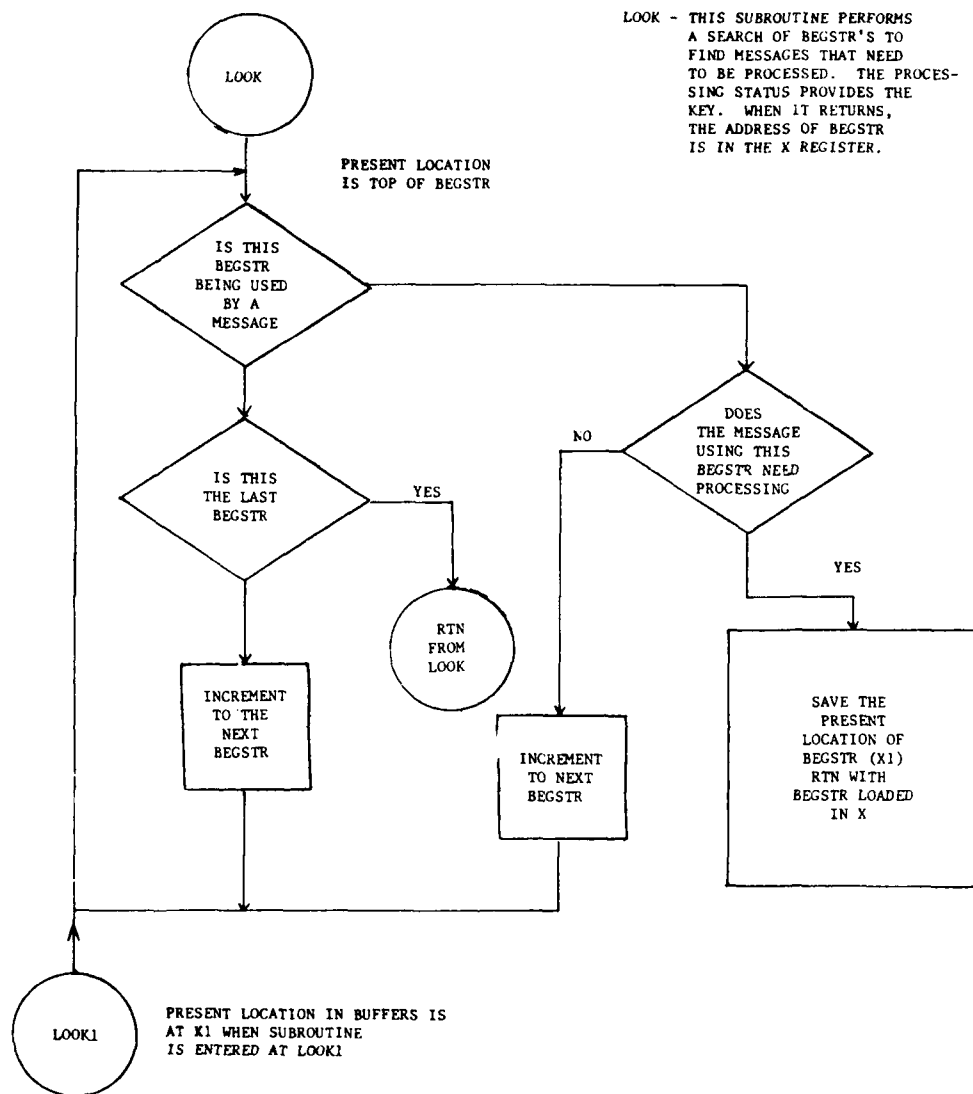 LOOK - THIS SUBROUTINE PERFORMS
A SEARCH OF BEGSTR'S TO
FIND MESSAGES THAT NEED
TO BE PROCESSED. THE PROCES-
SING STATUS PROVIDES THE
KEY. WHEN IT RETURNS,
THE ADDRESS OF BEGSTR
IS IN THE X REGISTER.
LOOK
PRESENT LOCATION
IS TOP OF BEGSTR
IS THIS
BEGSTR
BEING USED
BY A
MESSAGE
DOES
THE MESSAGE
USING THIS
BEGSTR NEED
PROCESSING
NO
YES
IS THIS
THE LAST
BEGSTR
YES
RTN
FROM
LOOK
INCREMENT
TO THE
NEXT
BEGSTR
INCREMENT
TO NEXT
BEGSTR
SAVE THE
PRESENT
LOCATION OF
BEGSTR (X1)
RTN WITH
BEGSTR LOADED
IN X
LOOK1
PRESENT LOCATION IN BUFFERS IS
AT X1 WHEN SUBROUTINE
IS ENTERED AT LOOK1